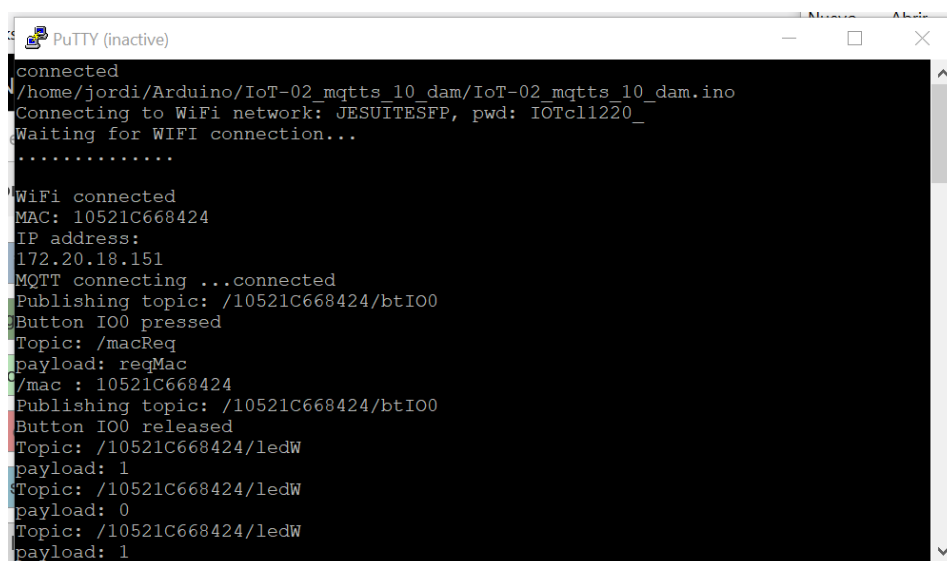 PuTTY (inactive)
connected
/home/jordi/Arduino/IoT-02_mqtts_10_dam/IoT-02_mqtts_10_dam.ino
Connecting to WiFi network: JESUITESFP, pwd: IOTcl1220_
Waiting for WIFI connection...
..............
WiFi connected
MAC: 10521C668424
IP address:
172.20.18.151
MQTT connecting ...connected
Publishing topic: /10521C668424/btIO0
Button IO0 pressed
Topic: /macReq
payload: reqMac
/mac : 10521C668424
Publishing topic: /10521C668424/btIO0
Button IO0 released
Topic: /10521C668424/ledW
payload: 1
Topic: /10521C668424/ledW
payload: 0
Topic: /10521C668424/ledW
payload: 1